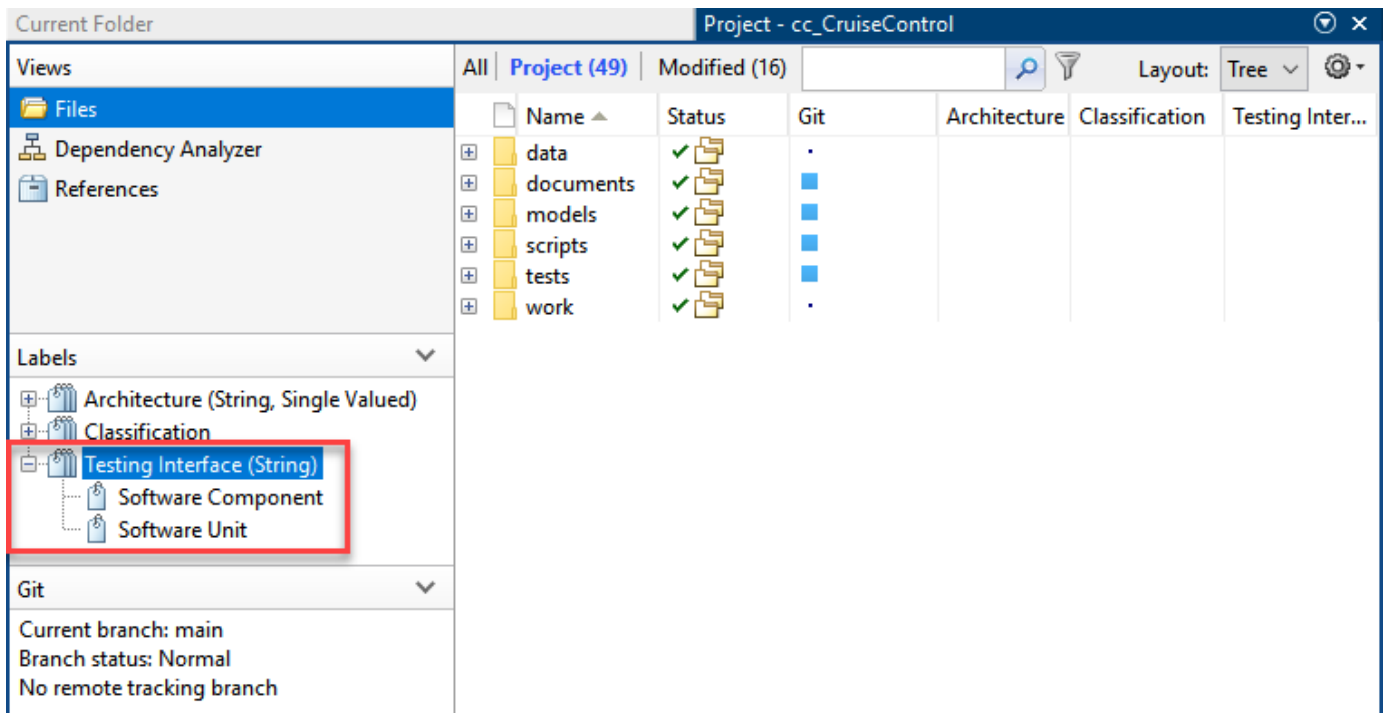 Current Folder
Project - cc_CruiseControl
Views
Files
Dependency Analyzer
References
All Project (49) Modified (16)
Layout: Tree
Name Status Git Architecture Classification Testing Inter...
data
documents
models
scripts
tests
work
Labels
Architecture (String, Single Valued)
Classification
Testing Interface (String)
Software Component
Software Unit
Git
Current branch: main
Branch status: Normal
No remote tracking branch